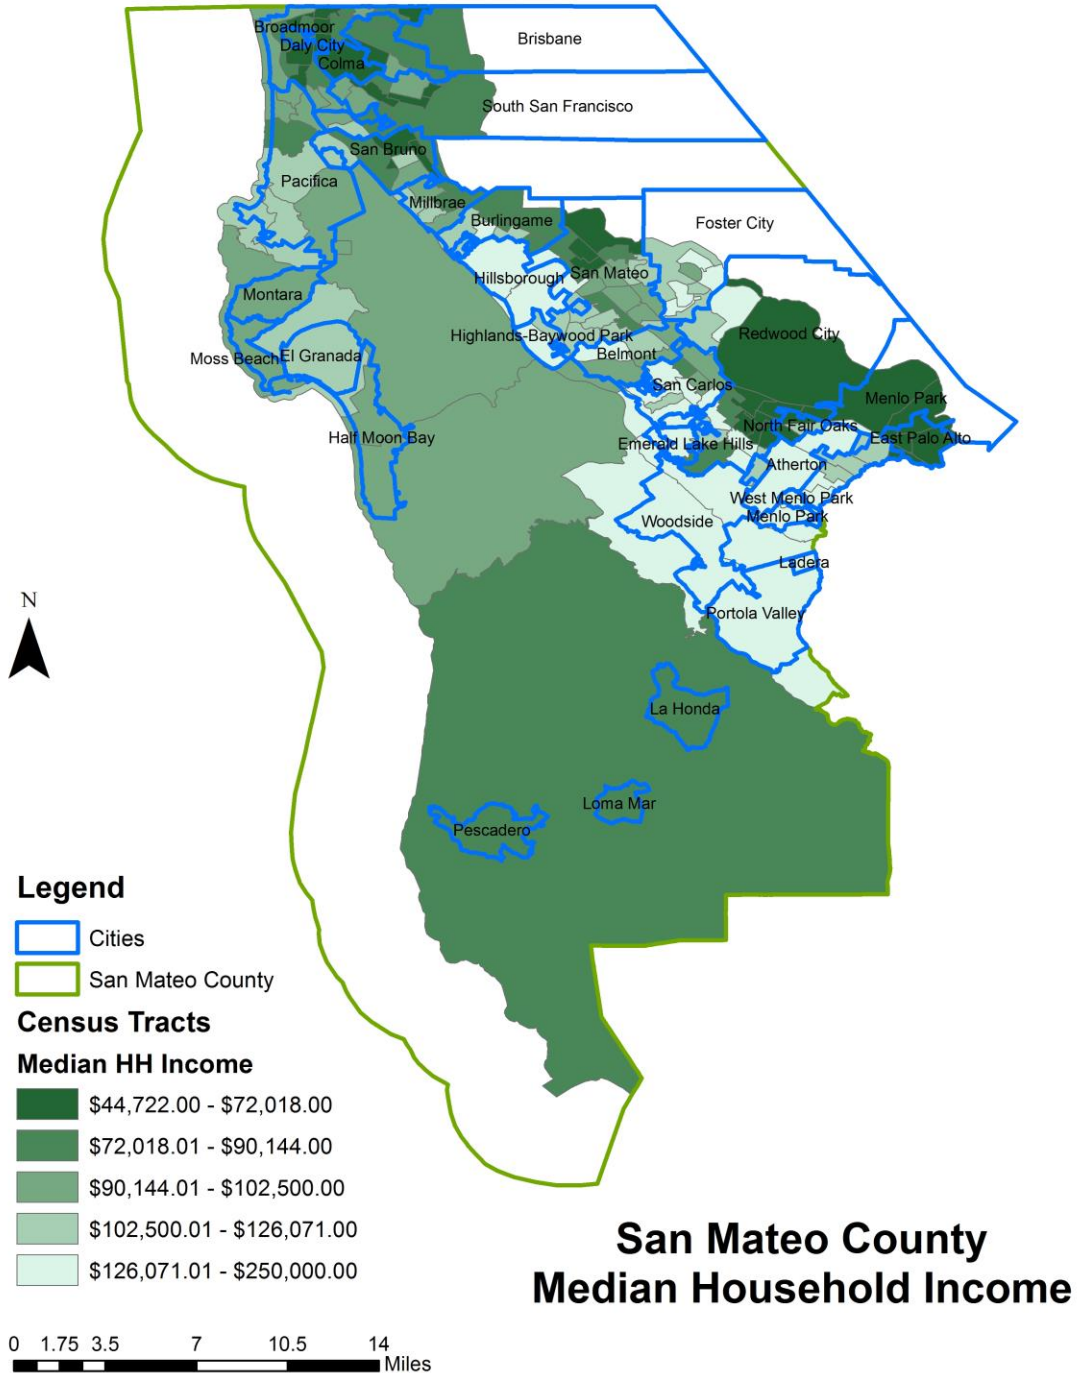 Broadmoor
Brisbane
Daly City
Colma
South San Francisco
San Bruno
Pacifica
Millbrae
Burlingame
Foster City
San Mateo
Hillsborough
Montara
Highlands-Baywood Park
Redwood City
Belmont
Moss Beach
El Granada
San Carlos
Menlo Park
North Fair Oaks
Half Moon Bay
East Palo Alto
Emerald Lake Hills
Atherton
West Menlo Park
Menlo Park
Woodside
Ladera
N
Portola Valley
La Honda
Loma Mar
Pescadero
Legend
Cities
San Mateo County
Census Tracts
Median HH Income
$44,722.00 - $72,018.00
$72,018.01 - $90,144.00
$90,144.01 - $102,500.00
$102,500.01 - $126,071.00
$126,071.01 - $250,000.00
San Mateo County
Median Household Income
0 1.75 3.5 7 10.5 14
Miles